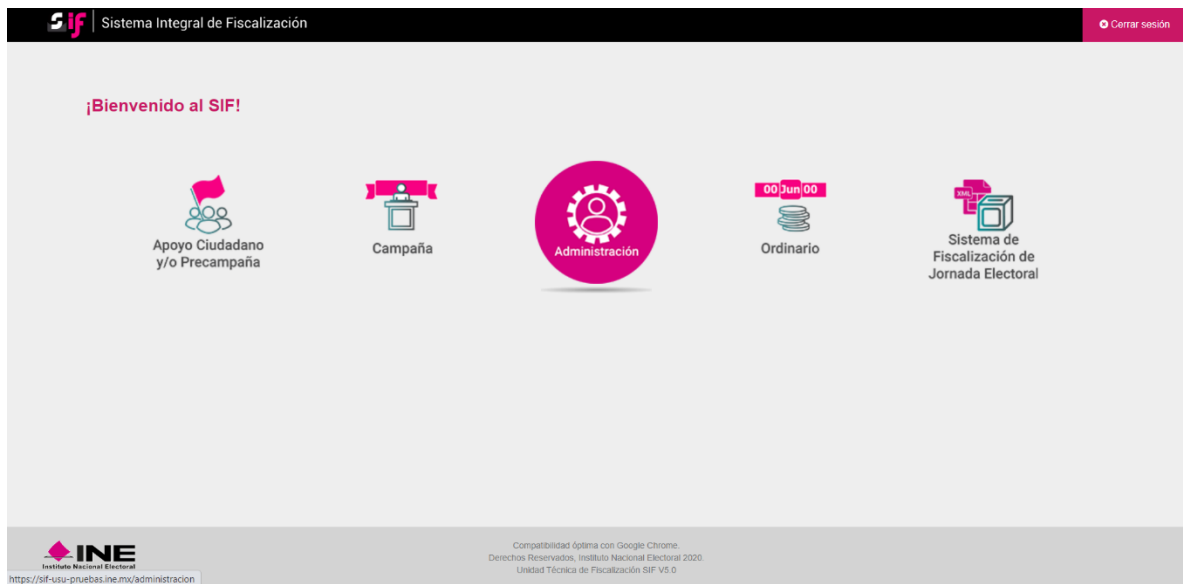 sif Sistema Integral de Fiscalización
Cerrar sesión
¡Bienvenido al SIF!
Apoyo Ciudadano
y/o Precampaña
Campaña
Administración
00 Jun 00
Ordinario
XML
Sistema de
Fiscalización de
Jornada Electoral
INE
Instituto Nacional Electoral
Compatibilidad óptima con Google Chrome.
Derechos Reservados, Instituto Nacional Electoral 2020.
Unidad Técnica de Fiscalización SIF V5.0
https://sif-usu-pruebas.ine.mx/administracion